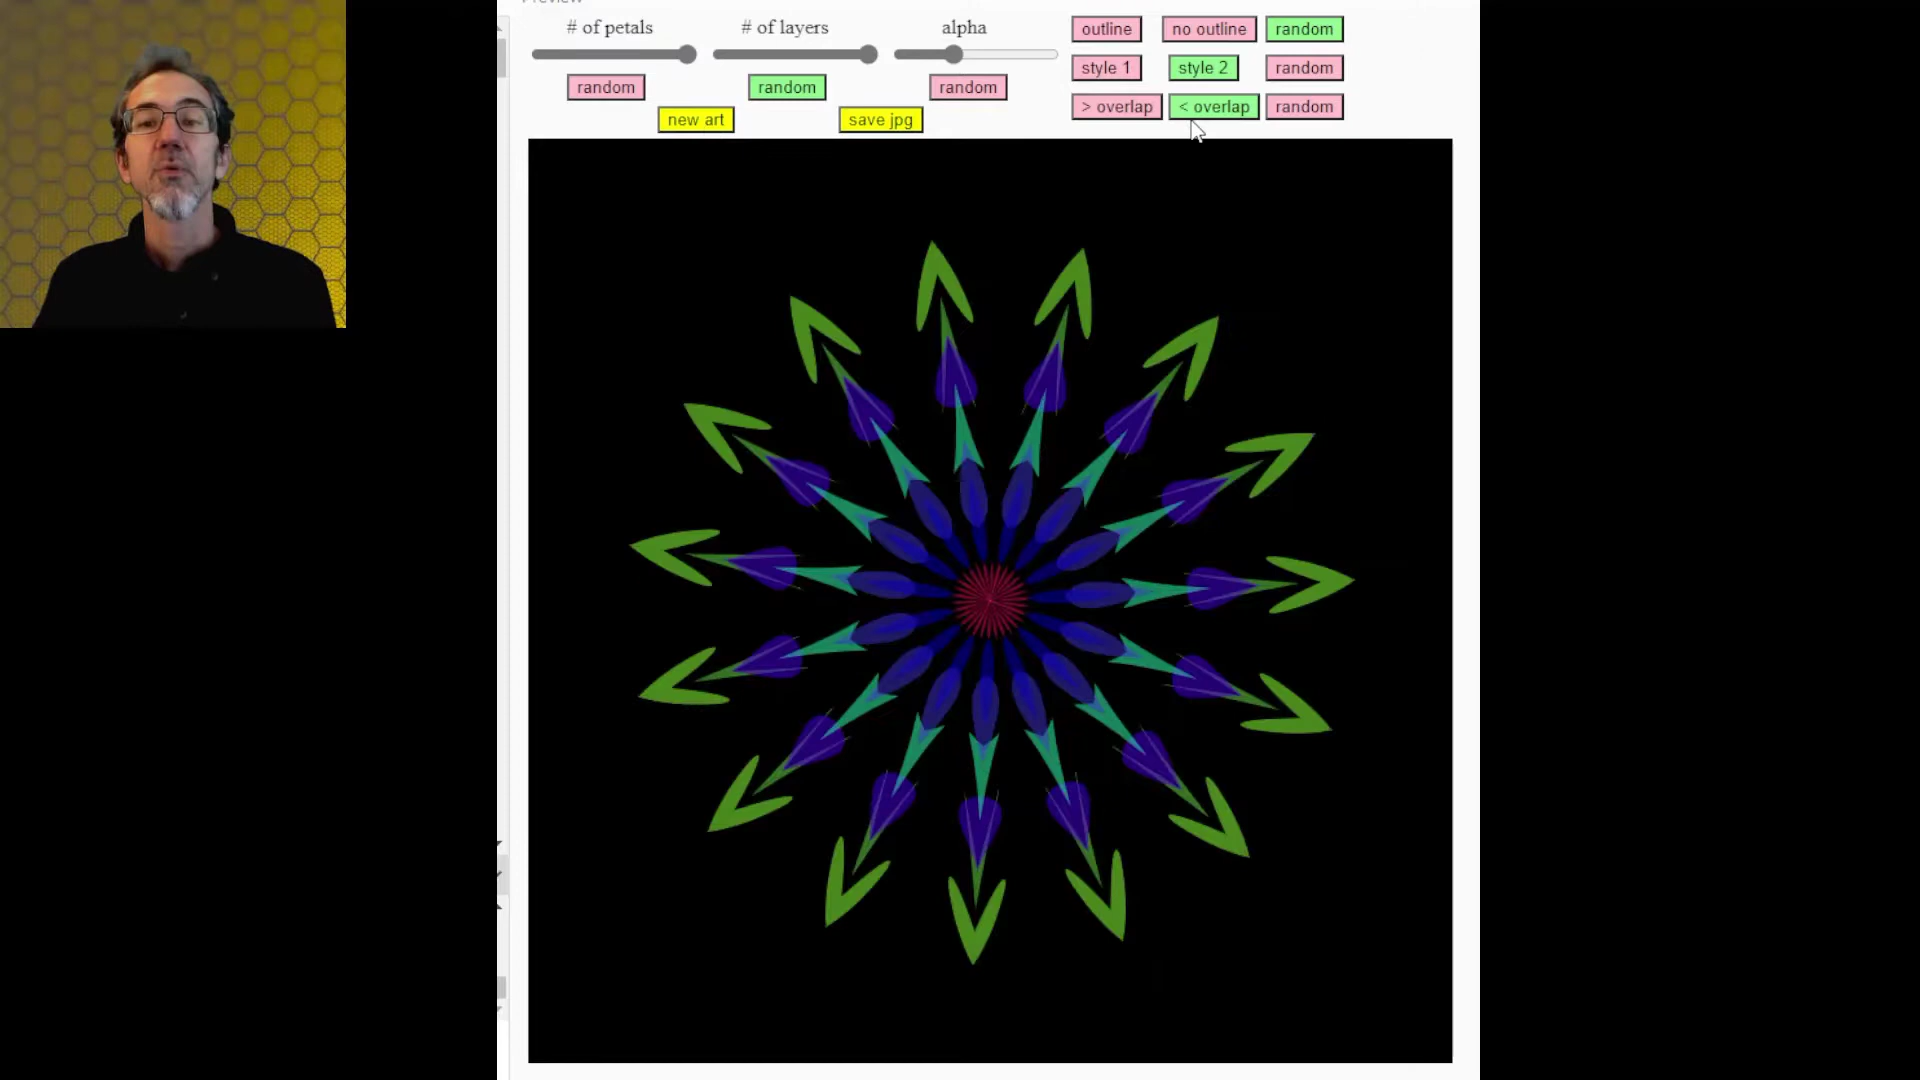 Preview
# of petals # of layers alpha outline no outline random
style 1 style 2 random
random random random
> overlap < overlap random
new art save jpg